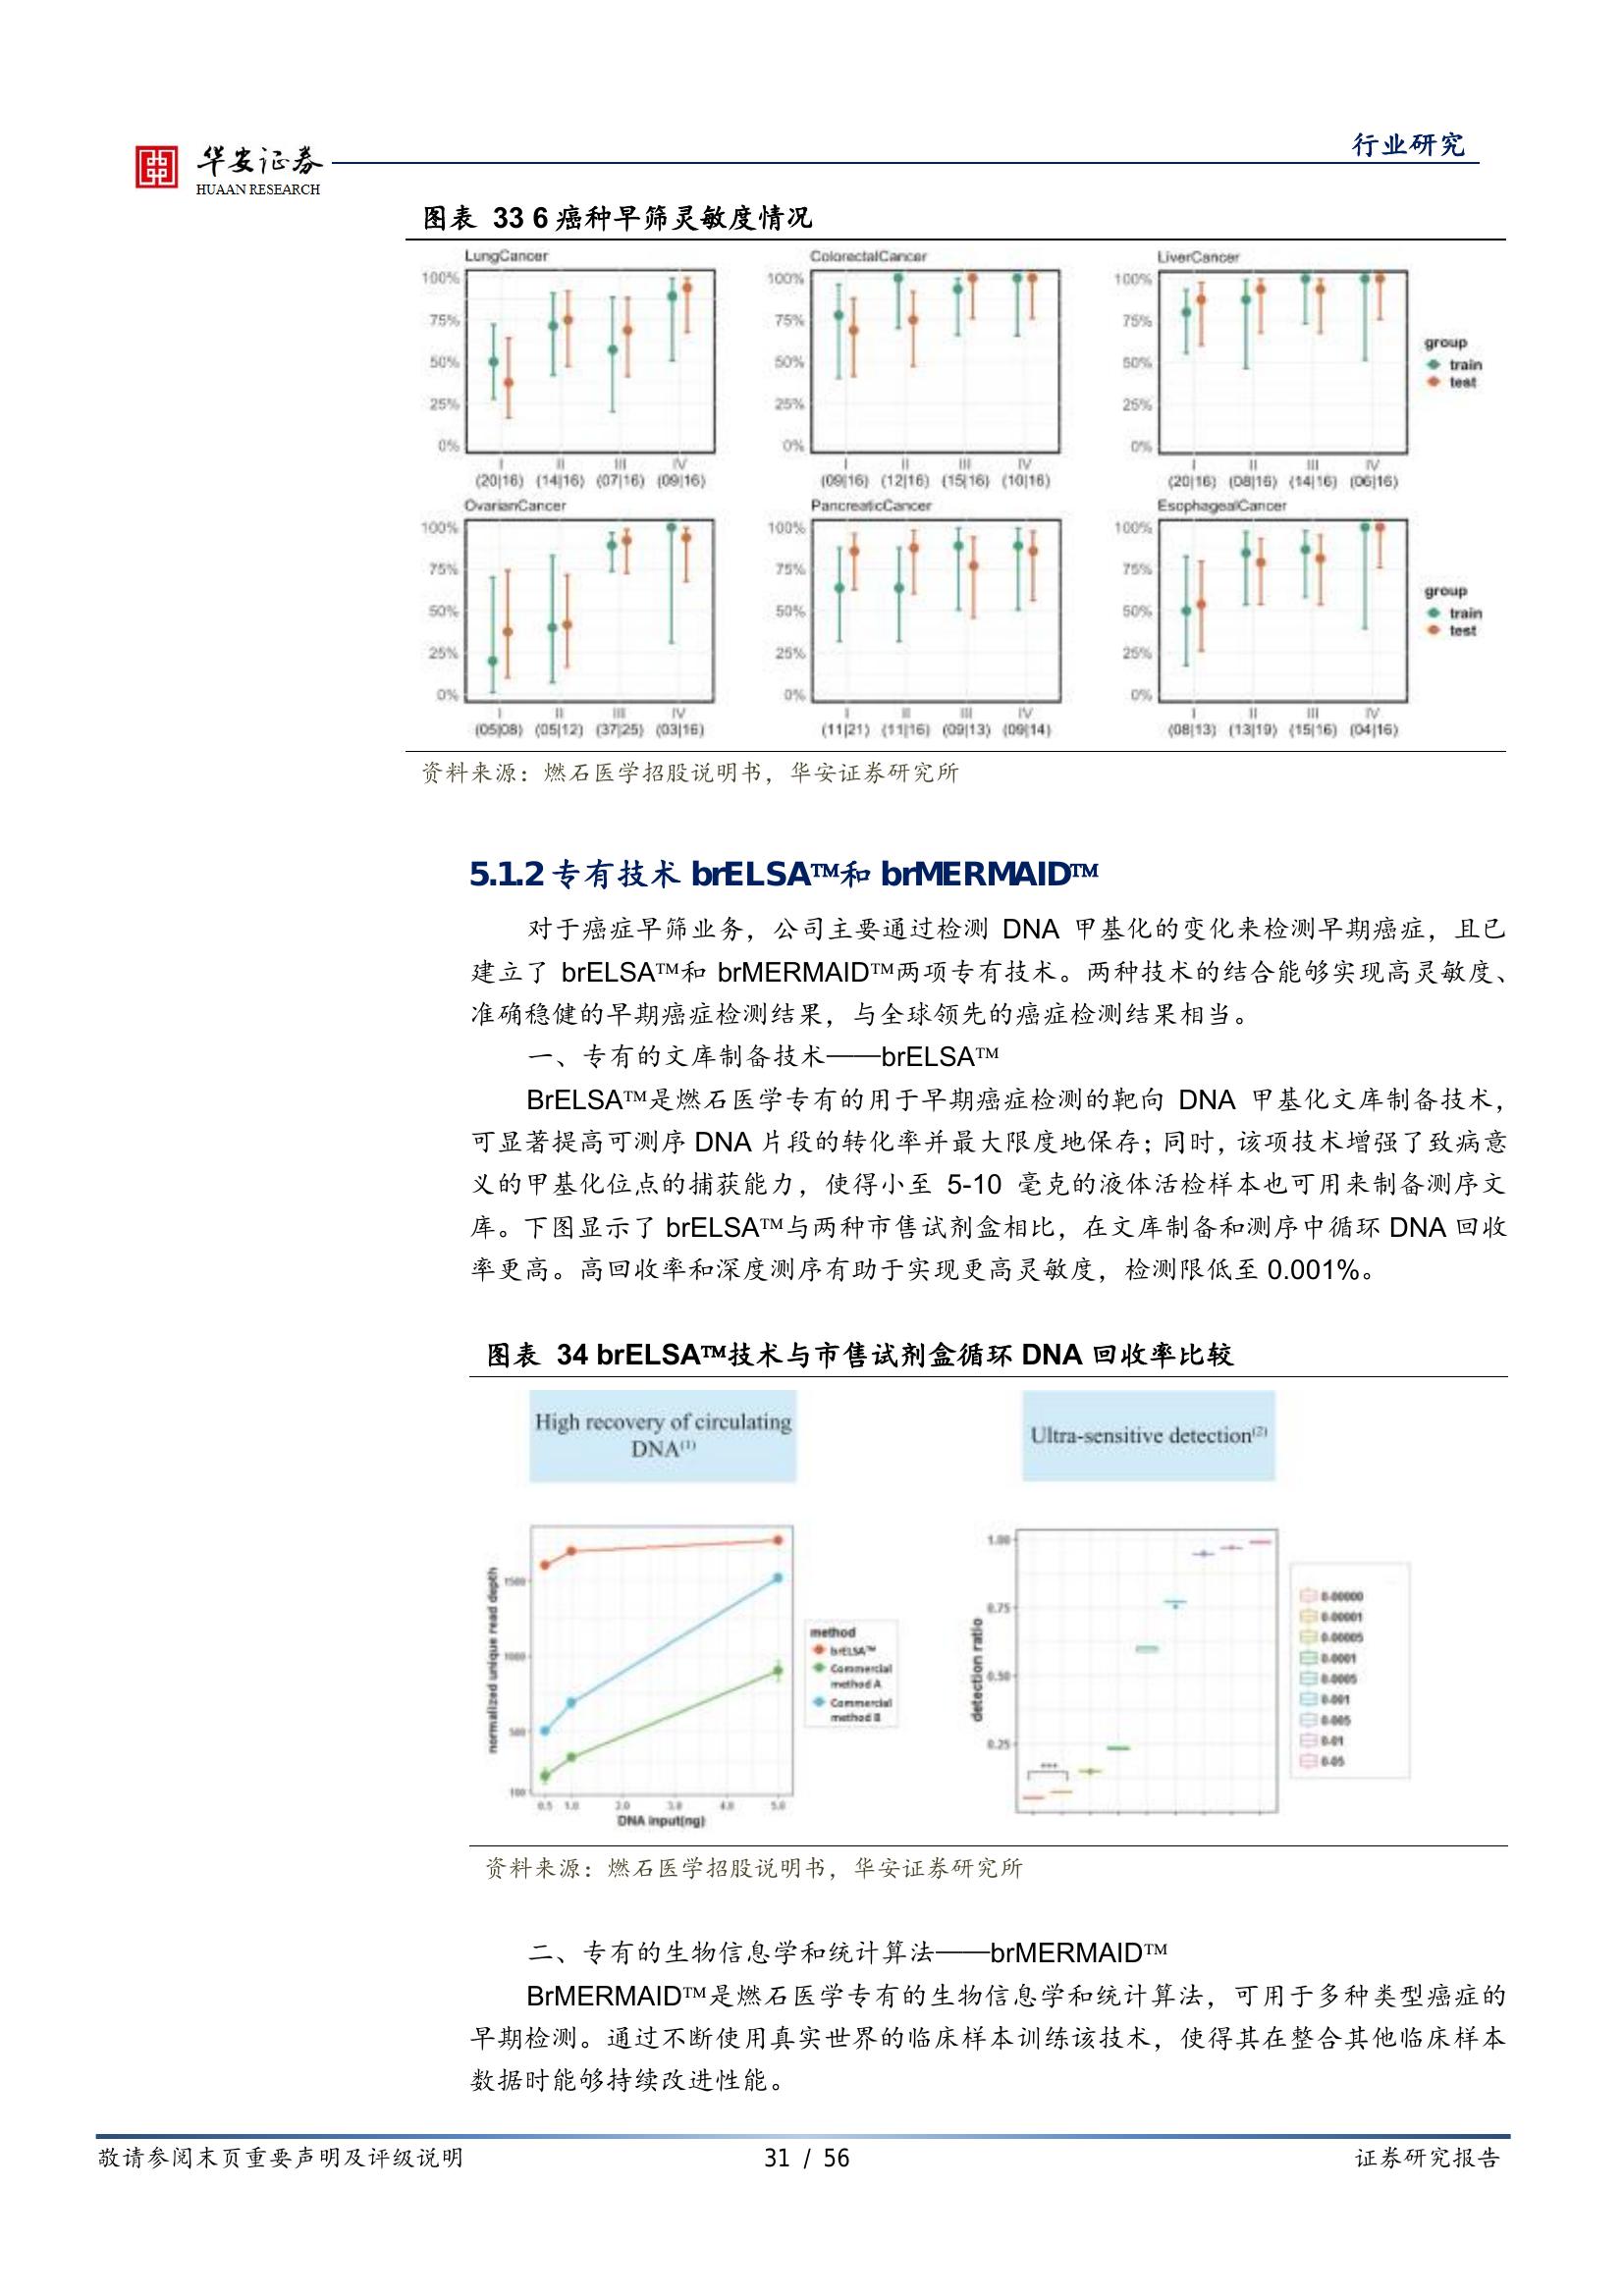 华安证券
HUAAN RESEARCH
行业研究
图表 33 6 癌种早筛灵敏度情况
LungCancer
100%
75%
50%
25%
0%
I II III IV
(20|16) (14|16) (07|16) (09|16)
ColorectalCancer
100%
75%
50%
25%
0%
I II III IV
(09|16) (12|16) (15|16) (10|16)
LiverCancer
100%
75%
50%
25%
0%
I II III IV
(20|16) (08|16) (14|16) (06|16)
group
train
test
OvarianCancer
100%
75%
50%
25%
0%
I II III IV
(05|08) (05|12) (37|25) (03|16)
PancreaticCancer
100%
75%
50%
25%
0%
I II III IV
(11|21) (11|16) (09|13) (09|14)
EsophagealCancer
100%
75%
50%
25%
0%
I II III IV
(08|13) (13|19) (15|16) (04|16)
group
train
test
资料来源：燃石医学招股说明书，华安证券研究所
5.1.2 专有技术 brELSA™和 brMERMAID™
对于癌症早筛业务，公司主要通过检测 DNA 甲基化的变化来检测早期癌症，且已
建立了 brELSA™和 brMERMAID™两项专有技术。两种技术的结合能够实现高灵敏度、
准确稳健的早期癌症检测结果，与全球领先的癌症检测结果相当。
一、专有的文库制备技术——brELSA™
BrELSA™是燃石医学专有的用于早期癌症检测的靶向 DNA 甲基化文库制备技术，
可显著提高可测序 DNA 片段的转化率并最大限度地保存；同时，该项技术增强了致病意
义的甲基化位点的捕获能力，使得小至 5-10 毫克的液体活检样本也可用来制备测序文
库。下图显示了 brELSA™与两种市售试剂盒相比，在文库制备和测序中循环 DNA 回收
率更高。高回收率和深度测序有助于实现更高灵敏度，检测限低至 0.001%。
图表 34 brELSA™技术与市售试剂盒循环 DNA 回收率比较
High recovery of circulating
DNA(1)
normalized unique read depth
1500
1000
500
100
0.5 1.0 2.0 3.0 4.0 5.0
DNA input(ng)
method
brELSA™
Commercial
method A
Commercial
method B
Ultra-sensitive detection(2)
detection ratio
1.00
0.75
0.50
0.25
***
0.00000
0.00001
0.00005
0.0001
0.0005
0.001
0.005
0.01
0.05
资料来源：燃石医学招股说明书，华安证券研究所
二、专有的生物信息学和统计算法——brMERMAID™
BrMERMAID™是燃石医学专有的生物信息学和统计算法，可用于多种类型癌症的
早期检测。通过不断使用真实世界的临床样本训练该技术，使得其在整合其他临床样本
数据时能够持续改进性能。
敬请参阅末页重要声明及评级说明
31 / 56
证券研究报告